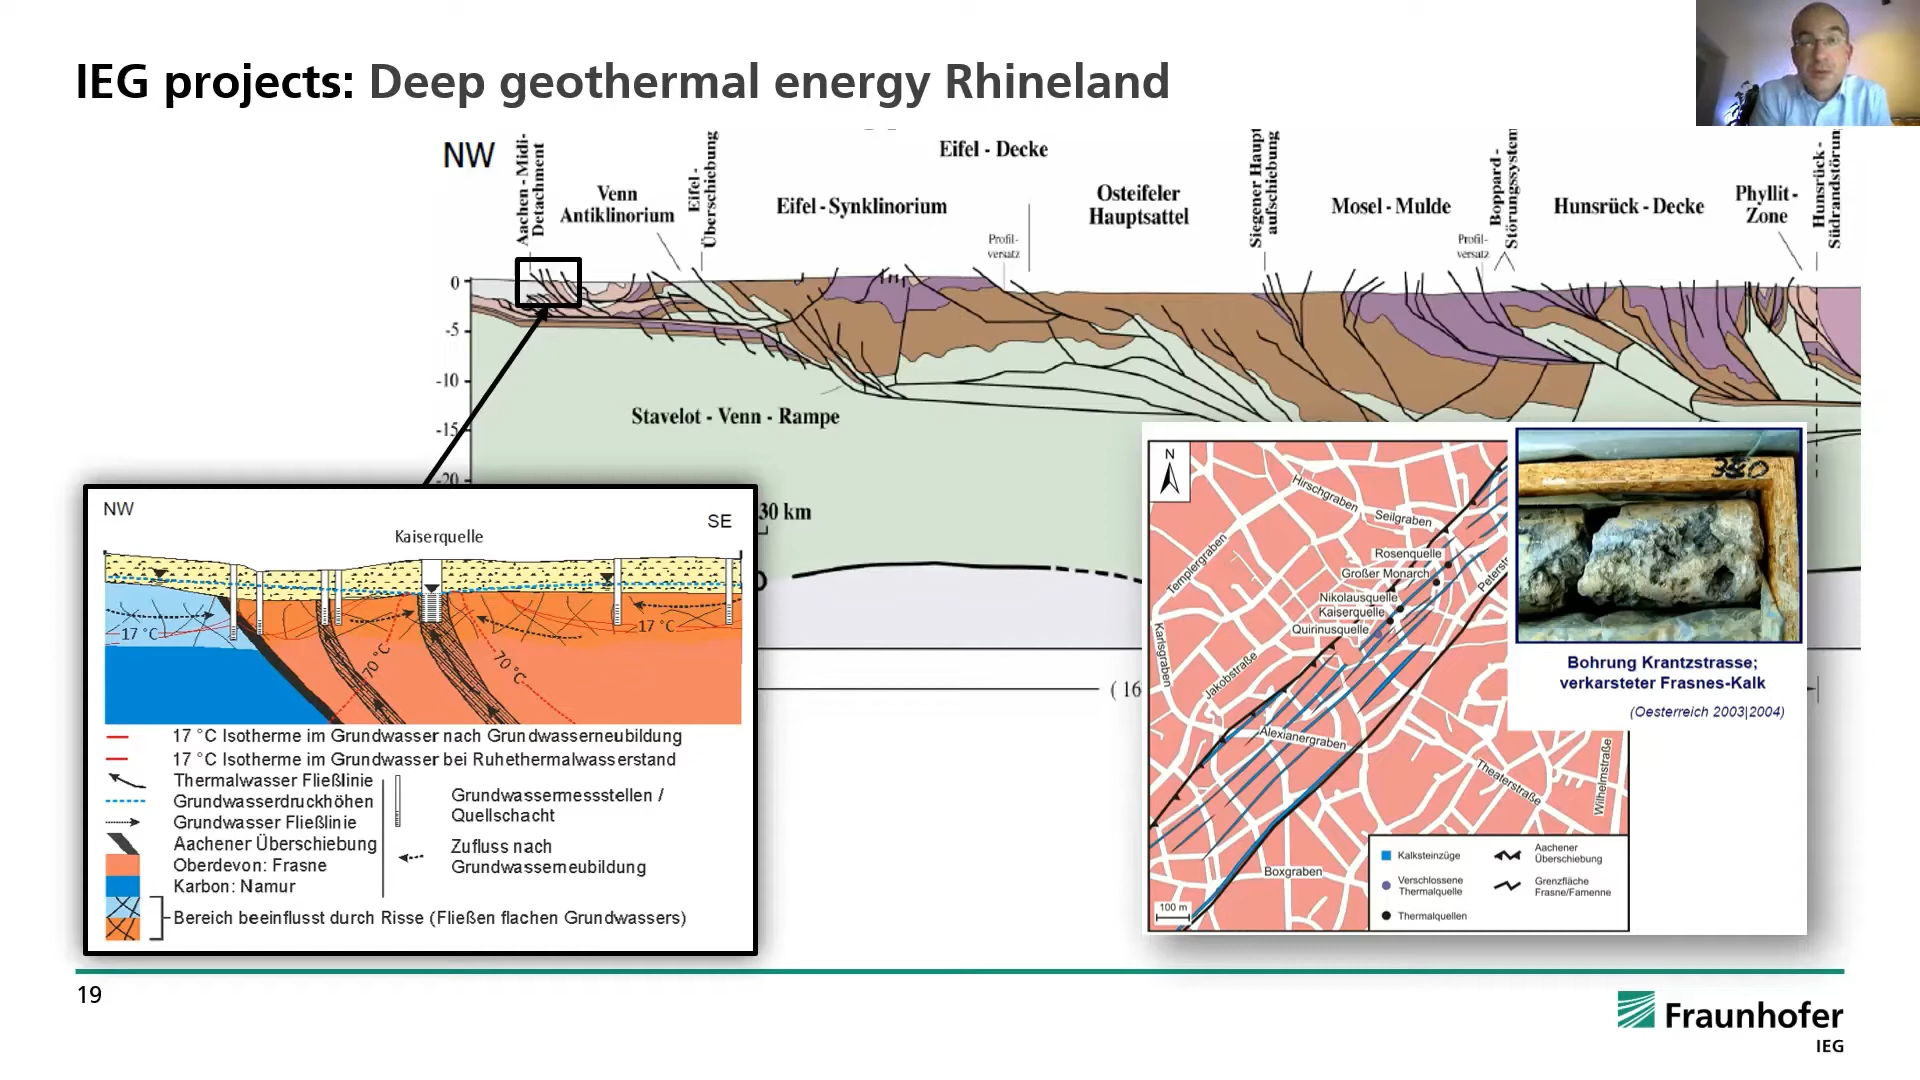 IEG projects: Deep geothermal energy Rhineland
NW
Aachen-Midi-
Detachment
Venn
Antiklinorium
Eifel-
Überschiebung
Eifel - Synklinorium
Eifel - Decke
Profil-
versatz
Osteifeler
Hauptsattel
Siegener Haupt
aufschiebung
Mosel - Mulde
Profil-
versatz
Boppard-
Störungssystem
Hunsrück - Decke
Phyllit-
Zone
Hunsrück-
Südrandstörun
0
-5
-10
-15
-20
Stavelot - Venn - Rampe
30 km
( 16
NW
SE
Kaiserquelle
17 °C
17 °C
70 °C
70 °C
17 °C Isotherme im Grundwasser nach Grundwasserneubildung
17 °C Isotherme im Grundwasser bei Ruhethermalwasserstand
Thermalwasser Fließlinie
Grundwasserdruckhöhen
Grundwasser Fließlinie
Aachener Überschiebung
Oberdevon: Frasne
Karbon: Namur
Grundwassermessstellen /
Quellschacht
Zufluss nach
Grundwasserneubildung
Bereich beeinflusst durch Risse (Fließen flachen Grundwassers)
N
Hirschgraben
Seilgraben
Templergraben
Rosenquelle
Großer Monarch
Nikolausquelle
Kaiserquelle
Quirinusquelle
Peterstr
Karlsgraben
Jakobstraße
Alexianergraben
Theaterstraße
Wilhelmstraße
Boxgraben
100 m
Kalksteinzüge
Verschlossene
Thermalquelle
Thermalquellen
Aachener
Überschiebung
Grenzfläche
Frasne/Famenne
Bohrung Krantzstrasse;
verkarsteter Frasnes-Kalk
(Oesterreich 2003|2004)
19
Fraunhofer
IEG